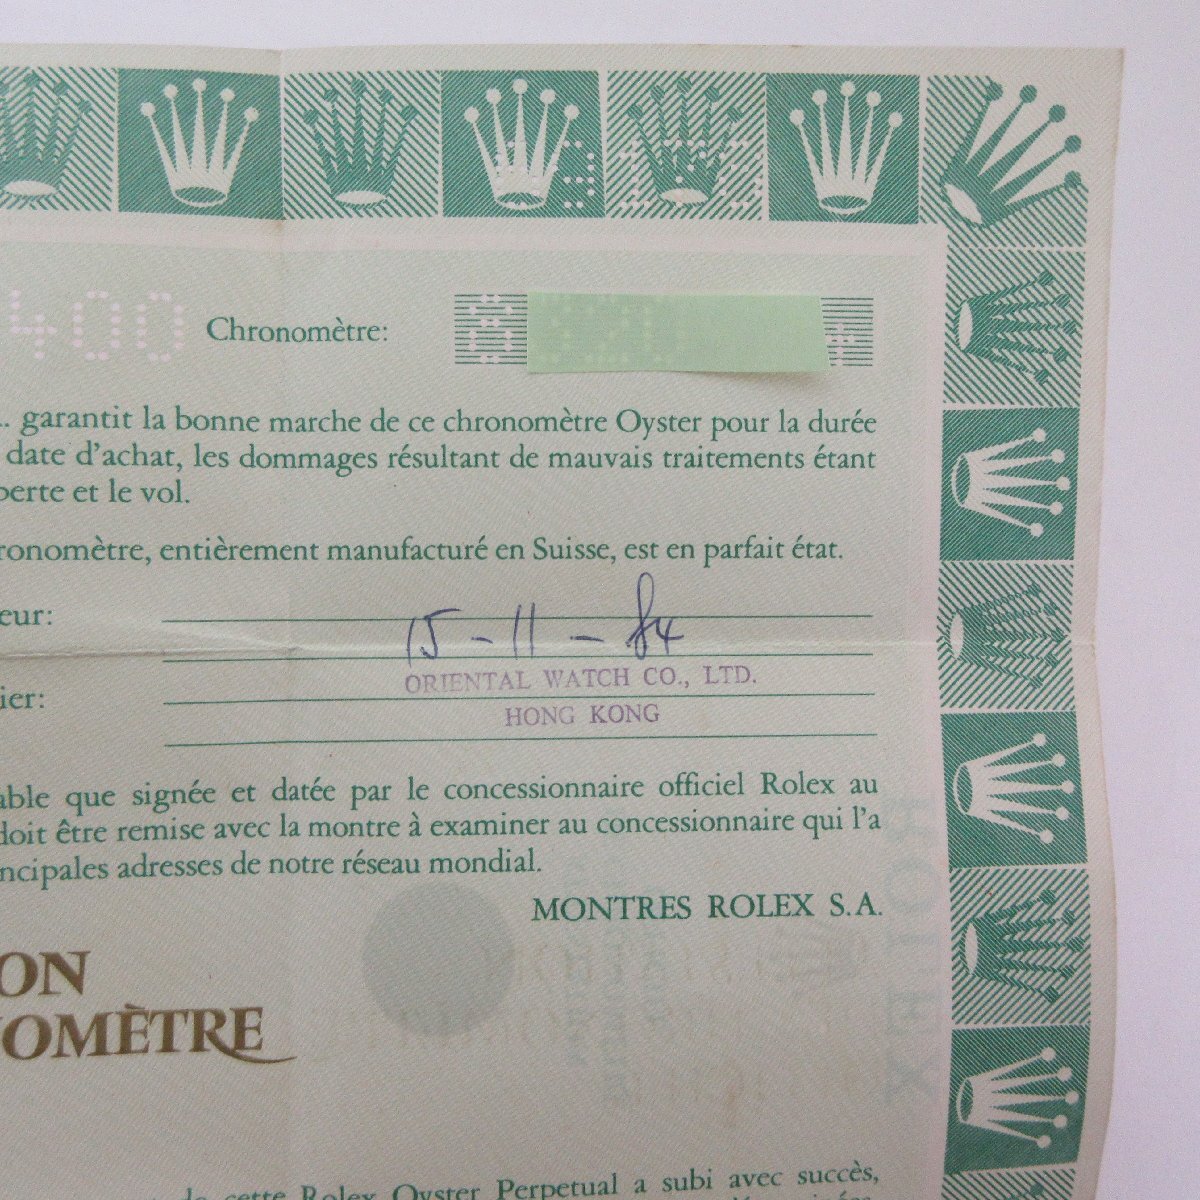 400 Chronomètre: 8
garantit la bonne marche de ce chronomètre Oyster pour la durée
date d'achat, les dommages résultant de mauvais traitements étant
perte et le vol.
ronomètre, entièrement manufacturé en Suisse, est en parfait état.
eur:
15-11-84
ORIENTAL WATCH CO., LTD.
ier:
HONG KONG
able que signée et datée par le concessionnaire officiel Rolex au
doit être remise avec la montre à examiner au concessionnaire qui l'a
ncipales adresses de notre réseau mondial.
MONTRES ROLEX S.A.
ON
OMÈTRE
de cette Rolex Oyster Perpetual a subi avec succès,